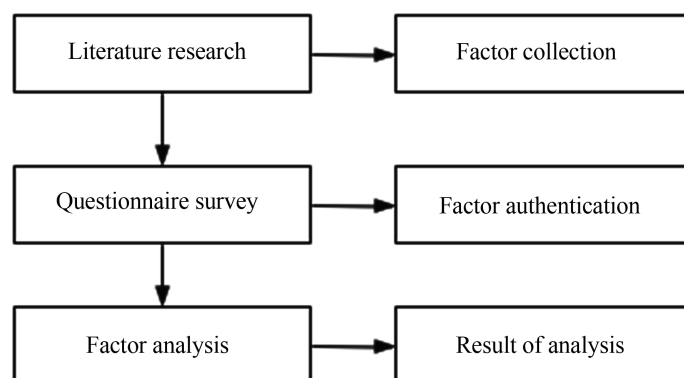 Literature research
Factor collection
Questionnaire survey
Factor authentication
Factor analysis
Result of analysis